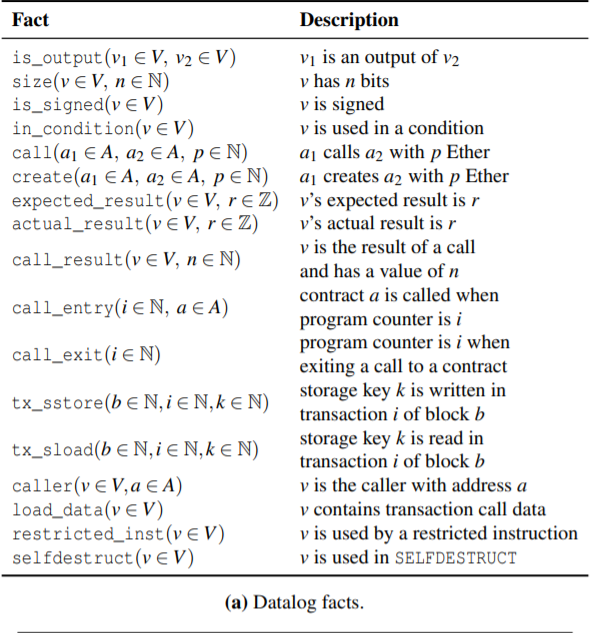 Fact Description
is_output(v₁ ∈ V, v₂ ∈ V) v₁ is an output of v₂
size(v ∈ V, n ∈ ℕ) v has n bits
is_signed(v ∈ V) v is signed
in_condition(v ∈ V) v is used in a condition
call(a₁ ∈ A, a₂ ∈ A, p ∈ ℕ) a₁ calls a₂ with p Ether
create(a₁ ∈ A, a₂ ∈ A, p ∈ ℕ) a₁ creates a₂ with p Ether
expected_result(v ∈ V, r ∈ ℤ) v’s expected result is r
actual_result(v ∈ V, r ∈ ℤ) v’s actual result is r
call_result(v ∈ V, n ∈ ℕ) v is the result of a call
and has a value of n
call_entry(i ∈ ℕ, a ∈ A) contract a is called when
program counter is i
call_exit(i ∈ ℕ) program counter is i when
exiting a call to a contract
tx_sstore(b ∈ ℕ, i ∈ ℕ, k ∈ ℕ) storage key k is written in
transaction i of block b
tx_sload(b ∈ ℕ, i ∈ ℕ, k ∈ ℕ) storage key k is read in
transaction i of block b
caller(v ∈ V, a ∈ A) v is the caller with address a
load_data(v ∈ V) v contains transaction call data
restricted_inst(v ∈ V) v is used by a restricted instruction
selfdestruct(v ∈ V) v is used in SELFDESTRUCT
(a) Datalog facts.